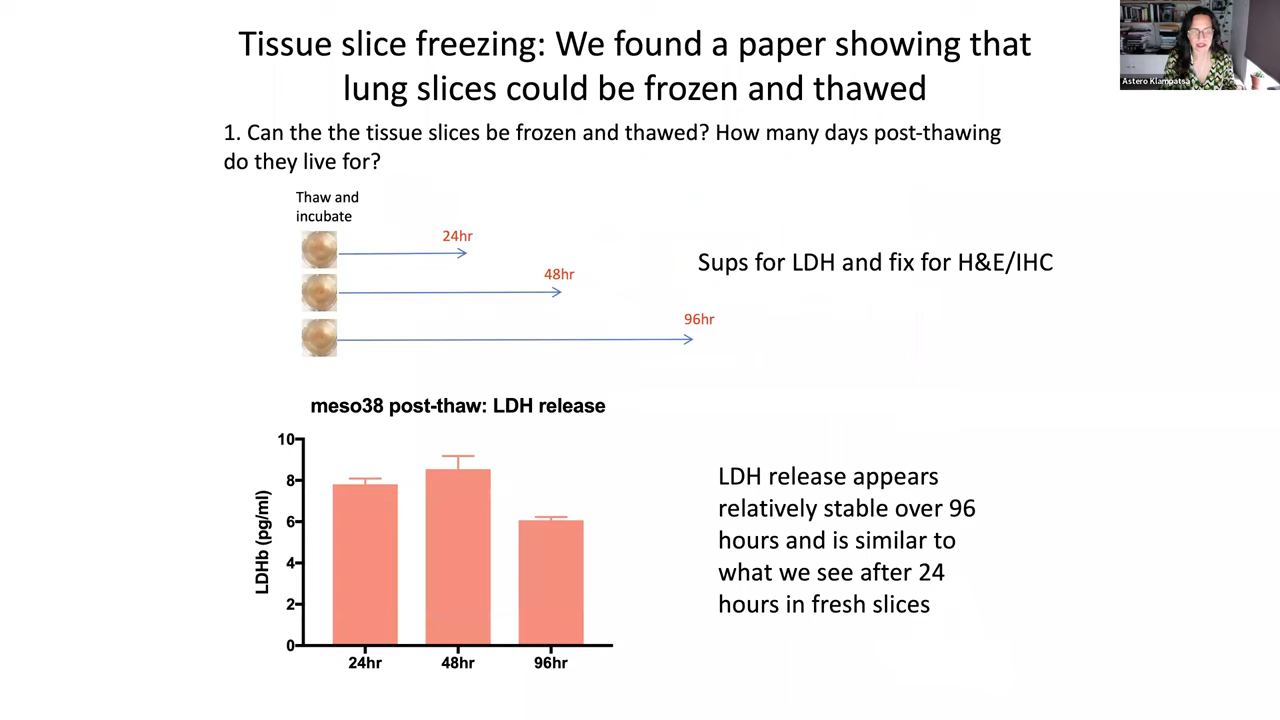 Tissue slice freezing: We found a paper showing that
lung slices could be frozen and thawed
Astero Klampatsa
1. Can the the tissue slices be frozen and thawed? How many days post-thawing
do they live for?
Thaw and
incubate
24hr
48hr
96hr
Sups for LDH and fix for H&E/IHC
meso38 post-thaw: LDH release
LDHb (pg/ml)
10
8
6
4
2
0
24hr
48hr
96hr
LDH release appears
relatively stable over 96
hours and is similar to
what we see after 24
hours in fresh slices